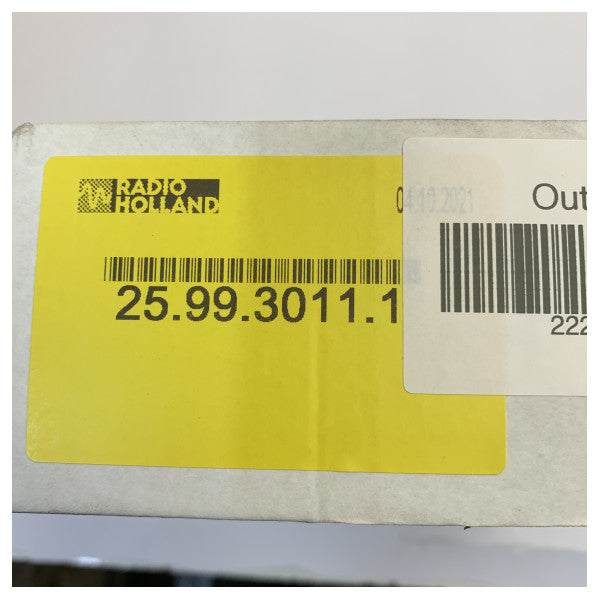 RADIO
HOLLAND
04.10.2021
25.99.3011.1
Out
222